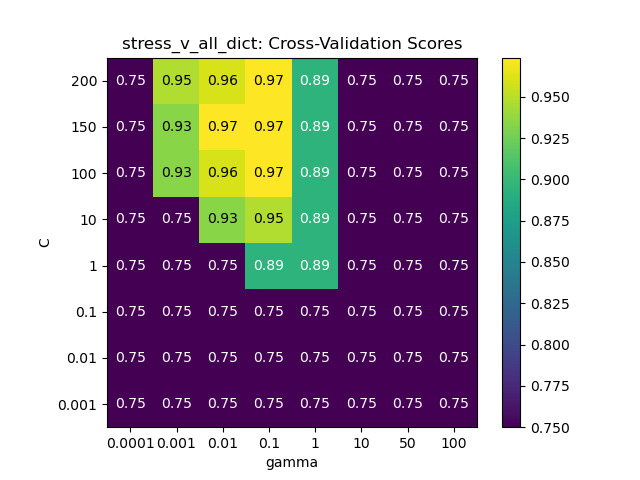 stress_v_all_dict: Cross-Validation Scores
200 0.75 0.95 0.96 0.97 0.89 0.75 0.75 0.75
150 0.75 0.93 0.97 0.97 0.89 0.75 0.75 0.75
100 0.75 0.93 0.96 0.97 0.89 0.75 0.75 0.75
10 0.75 0.75 0.93 0.95 0.89 0.75 0.75 0.75
1 0.75 0.75 0.75 0.89 0.89 0.75 0.75 0.75
0.1 0.75 0.75 0.75 0.75 0.75 0.75 0.75 0.75
0.01 0.75 0.75 0.75 0.75 0.75 0.75 0.75 0.75
0.001 0.75 0.75 0.75 0.75 0.75 0.75 0.75 0.75
0.0001 0.001 0.01 0.1 1 10 50 100
gamma
C
0.950
0.925
0.900
0.875
0.850
0.825
0.800
0.775
0.750